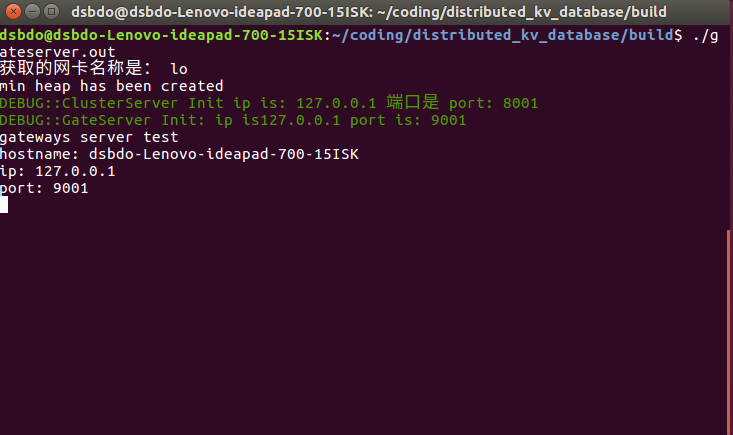 dsbdo@dsbdo-Lenovo-ideapad-700-15ISK: ~/coding/distributed_kv_database/build
dsbdo@dsbdo-Lenovo-ideapad-700-15ISK:~/coding/distributed_kv_database/build$ ./g
ateserver.out
获取的网卡名称是： lo
min heap has been created
DEBUG::ClusterServer Init ip is: 127.0.0.1 端口是 port: 8001
DEBUG::GateServer Init: ip is127.0.0.1 port is: 9001
gateways server test
hostname: dsbdo-Lenovo-ideapad-700-15ISK
ip: 127.0.0.1
port: 9001